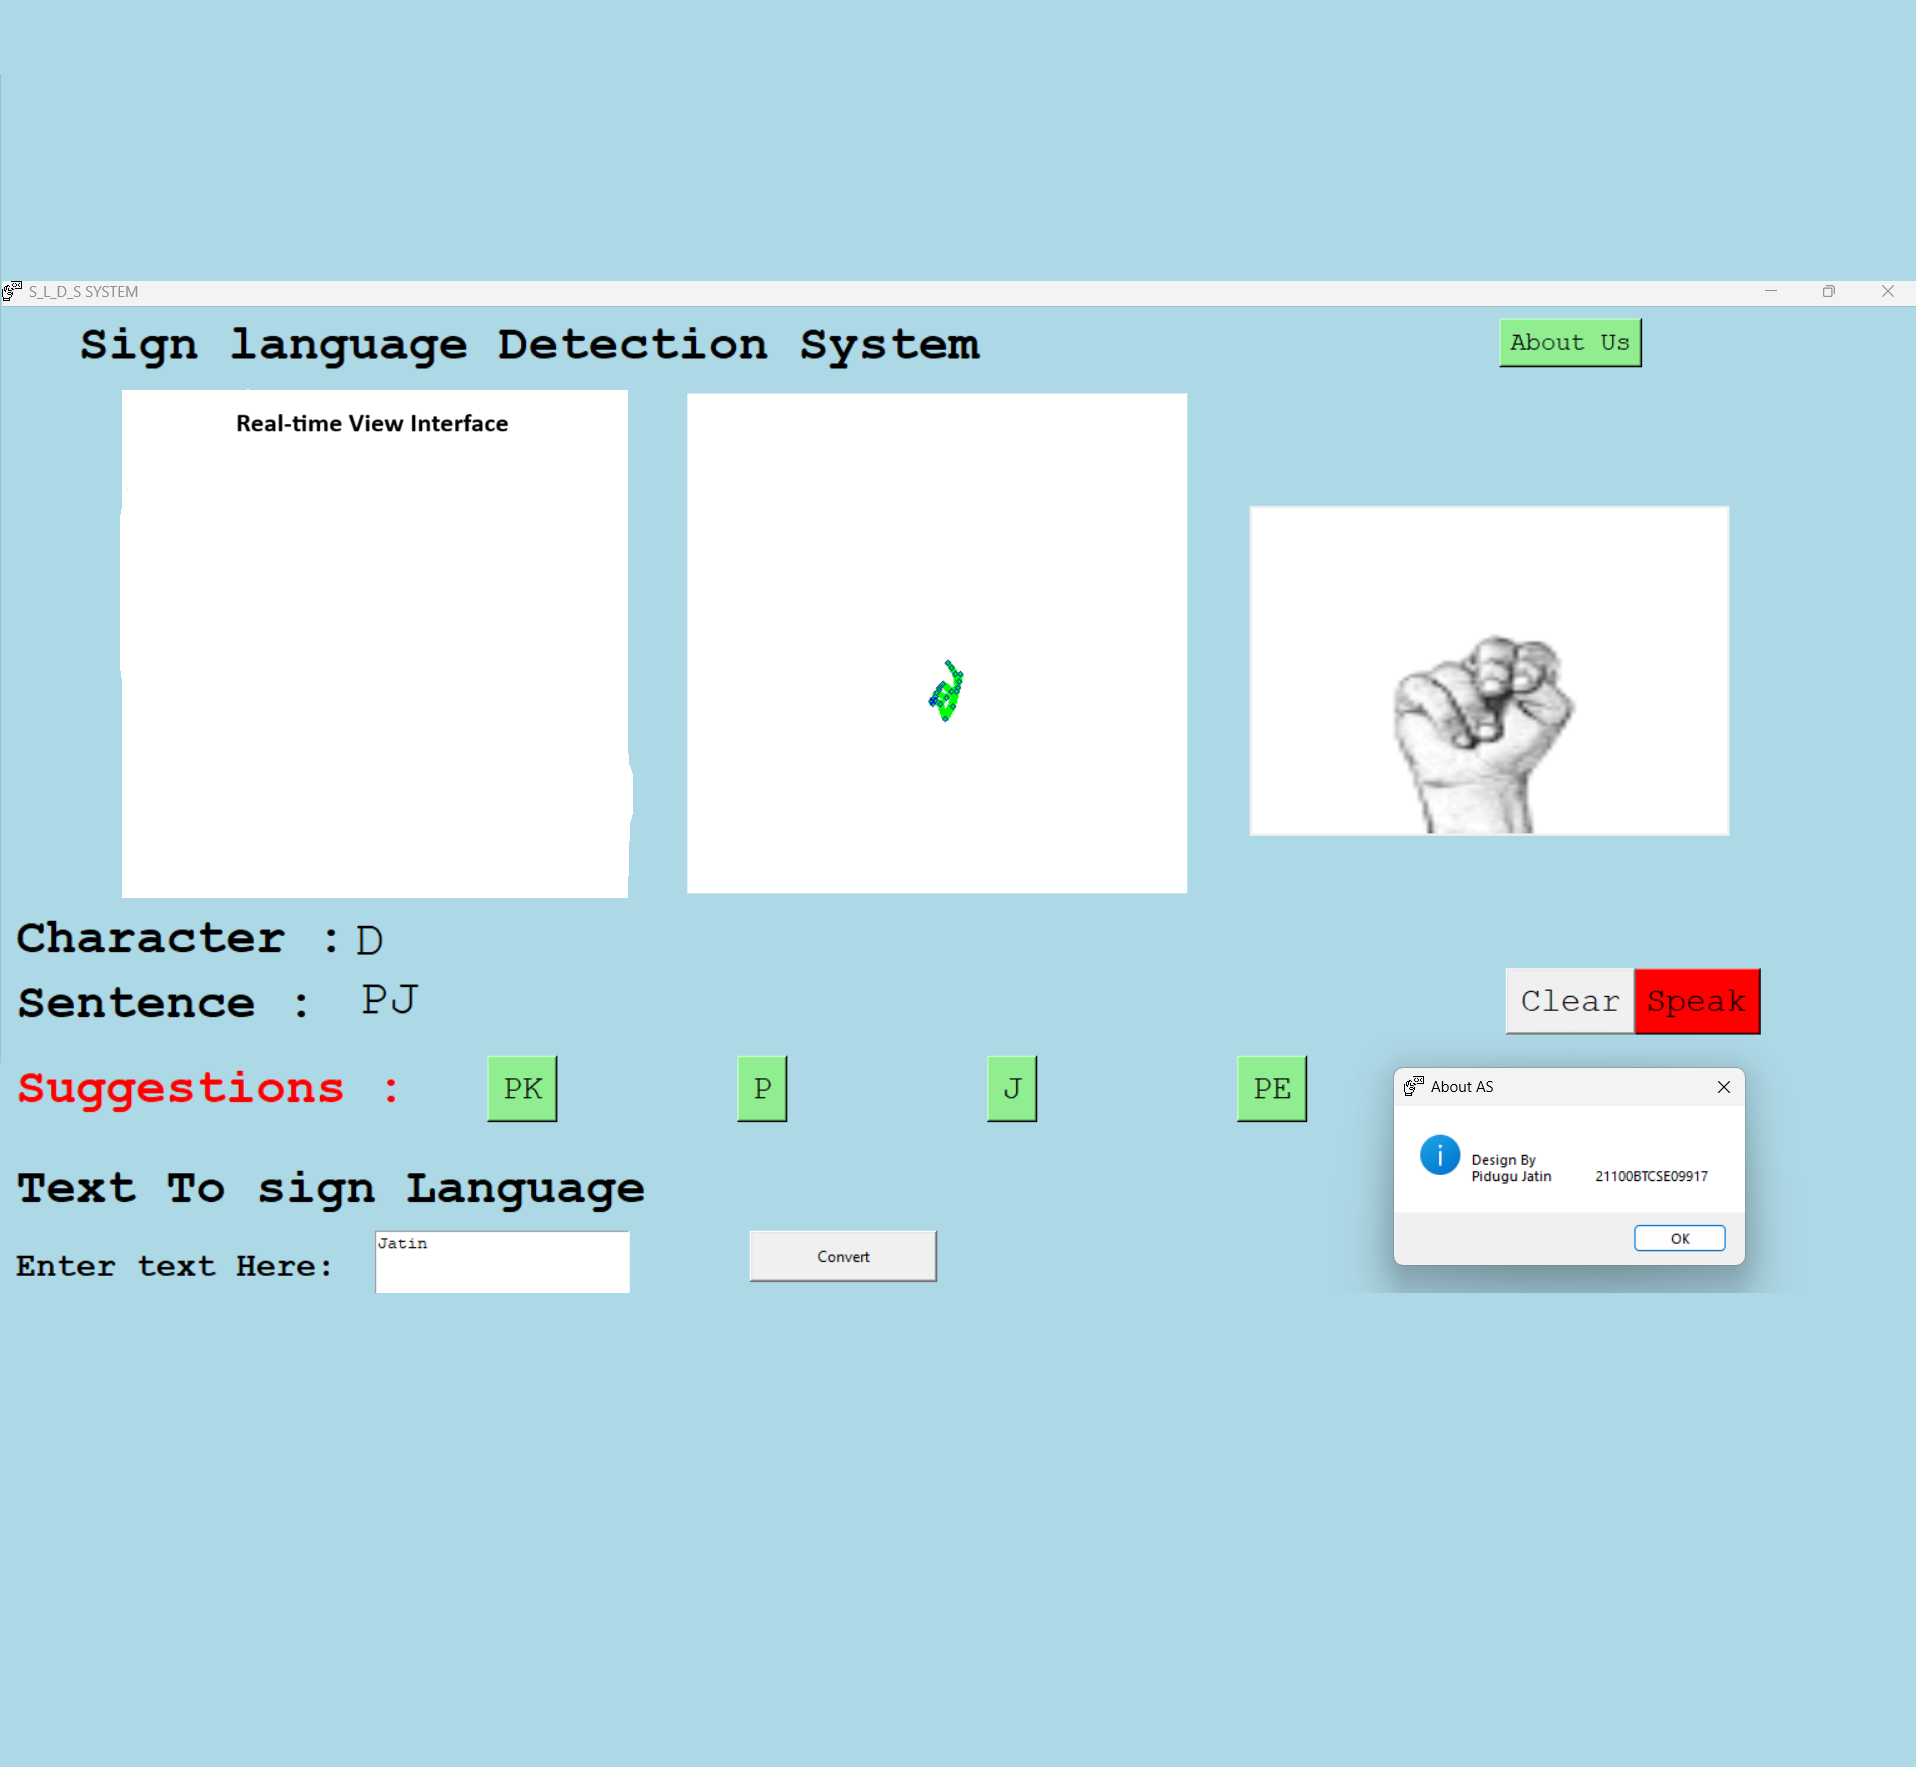 S_L_D_S SYSTEM
Sign language Detection System
About Us
Real-time View Interface
Character : D
Sentence : PJ
Clear Speak
Suggestions : PK P J PE
About AS
Design By
Pidugu Jatin 21100BTCSE09917
OK
Text To sign Language
Enter text Here: Jatin Convert